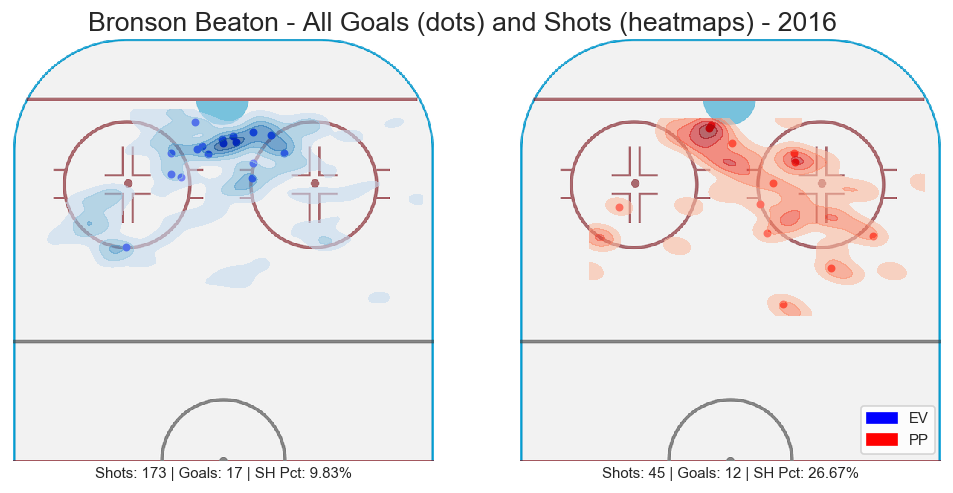 Bronson Beaton - All Goals (dots) and Shots (heatmaps) - 2016
EV
PP
Shots: 173 | Goals: 17 | SH Pct: 9.83%
Shots: 45 | Goals: 12 | SH Pct: 26.67%